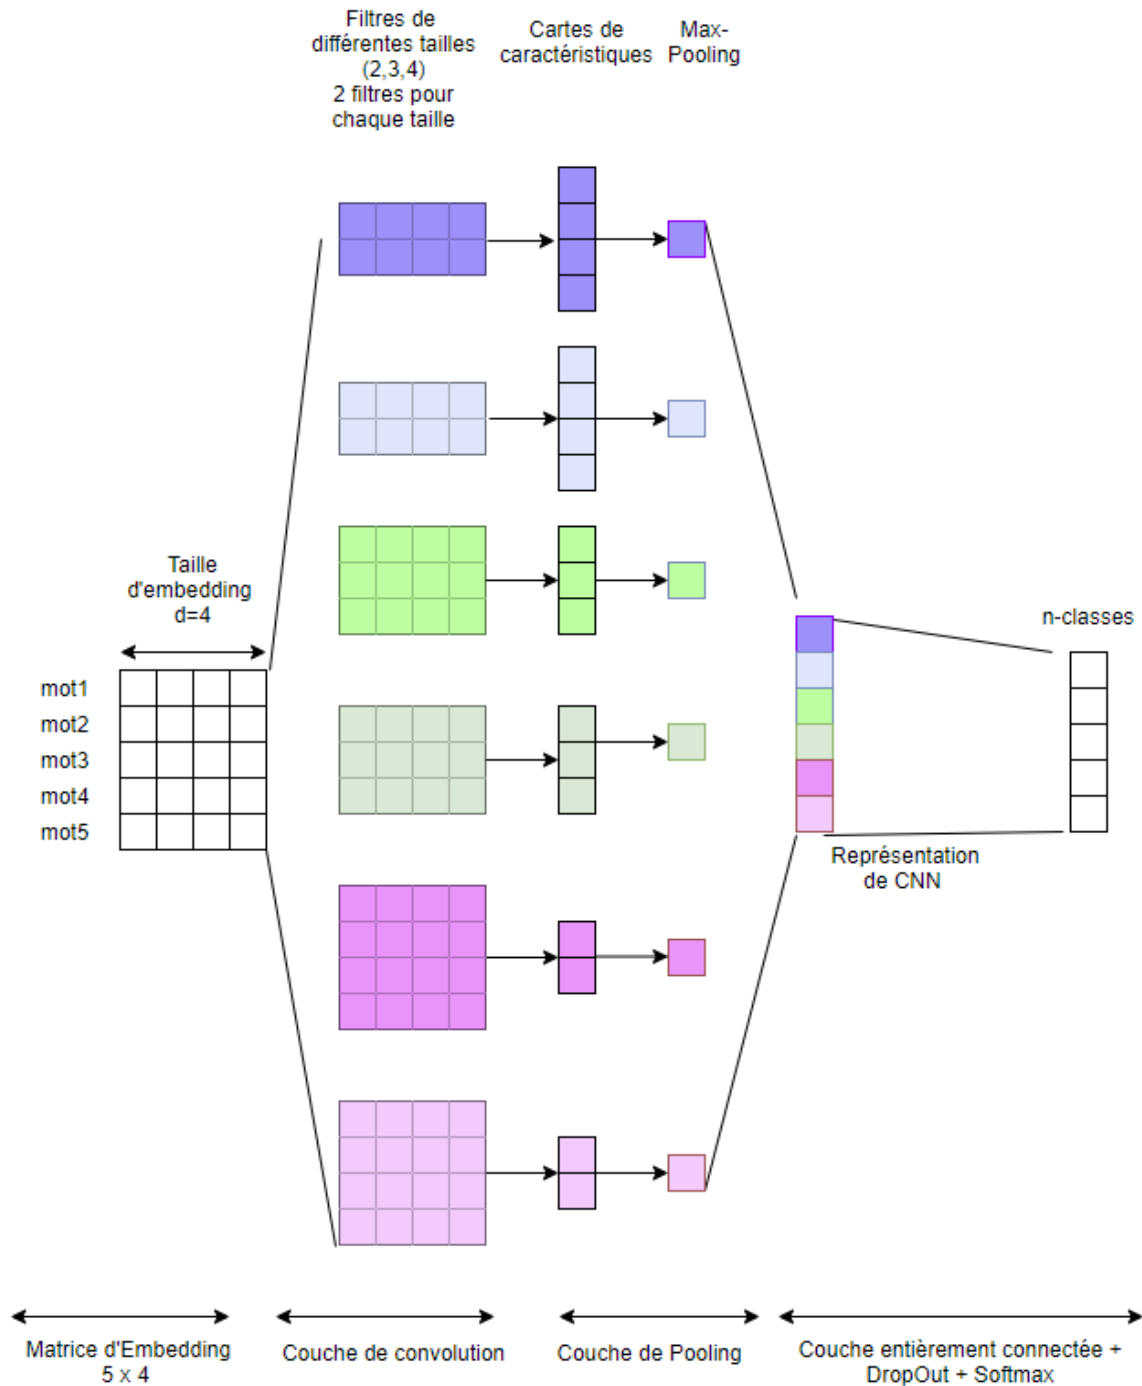 Filtres de
différentes tailles
(2,3,4)
2 filtres pour
chaque taille
Cartes de
caractéristiques
Max-
Pooling
Taille
d'embedding
d=4
mot1
mot2
mot3
mot4
mot5
n-classes
Représentation
de CNN
Matrice d'Embedding
5 x 4
Couche de convolution
Couche de Pooling
Couche entièrement connectée +
DropOut + Softmax